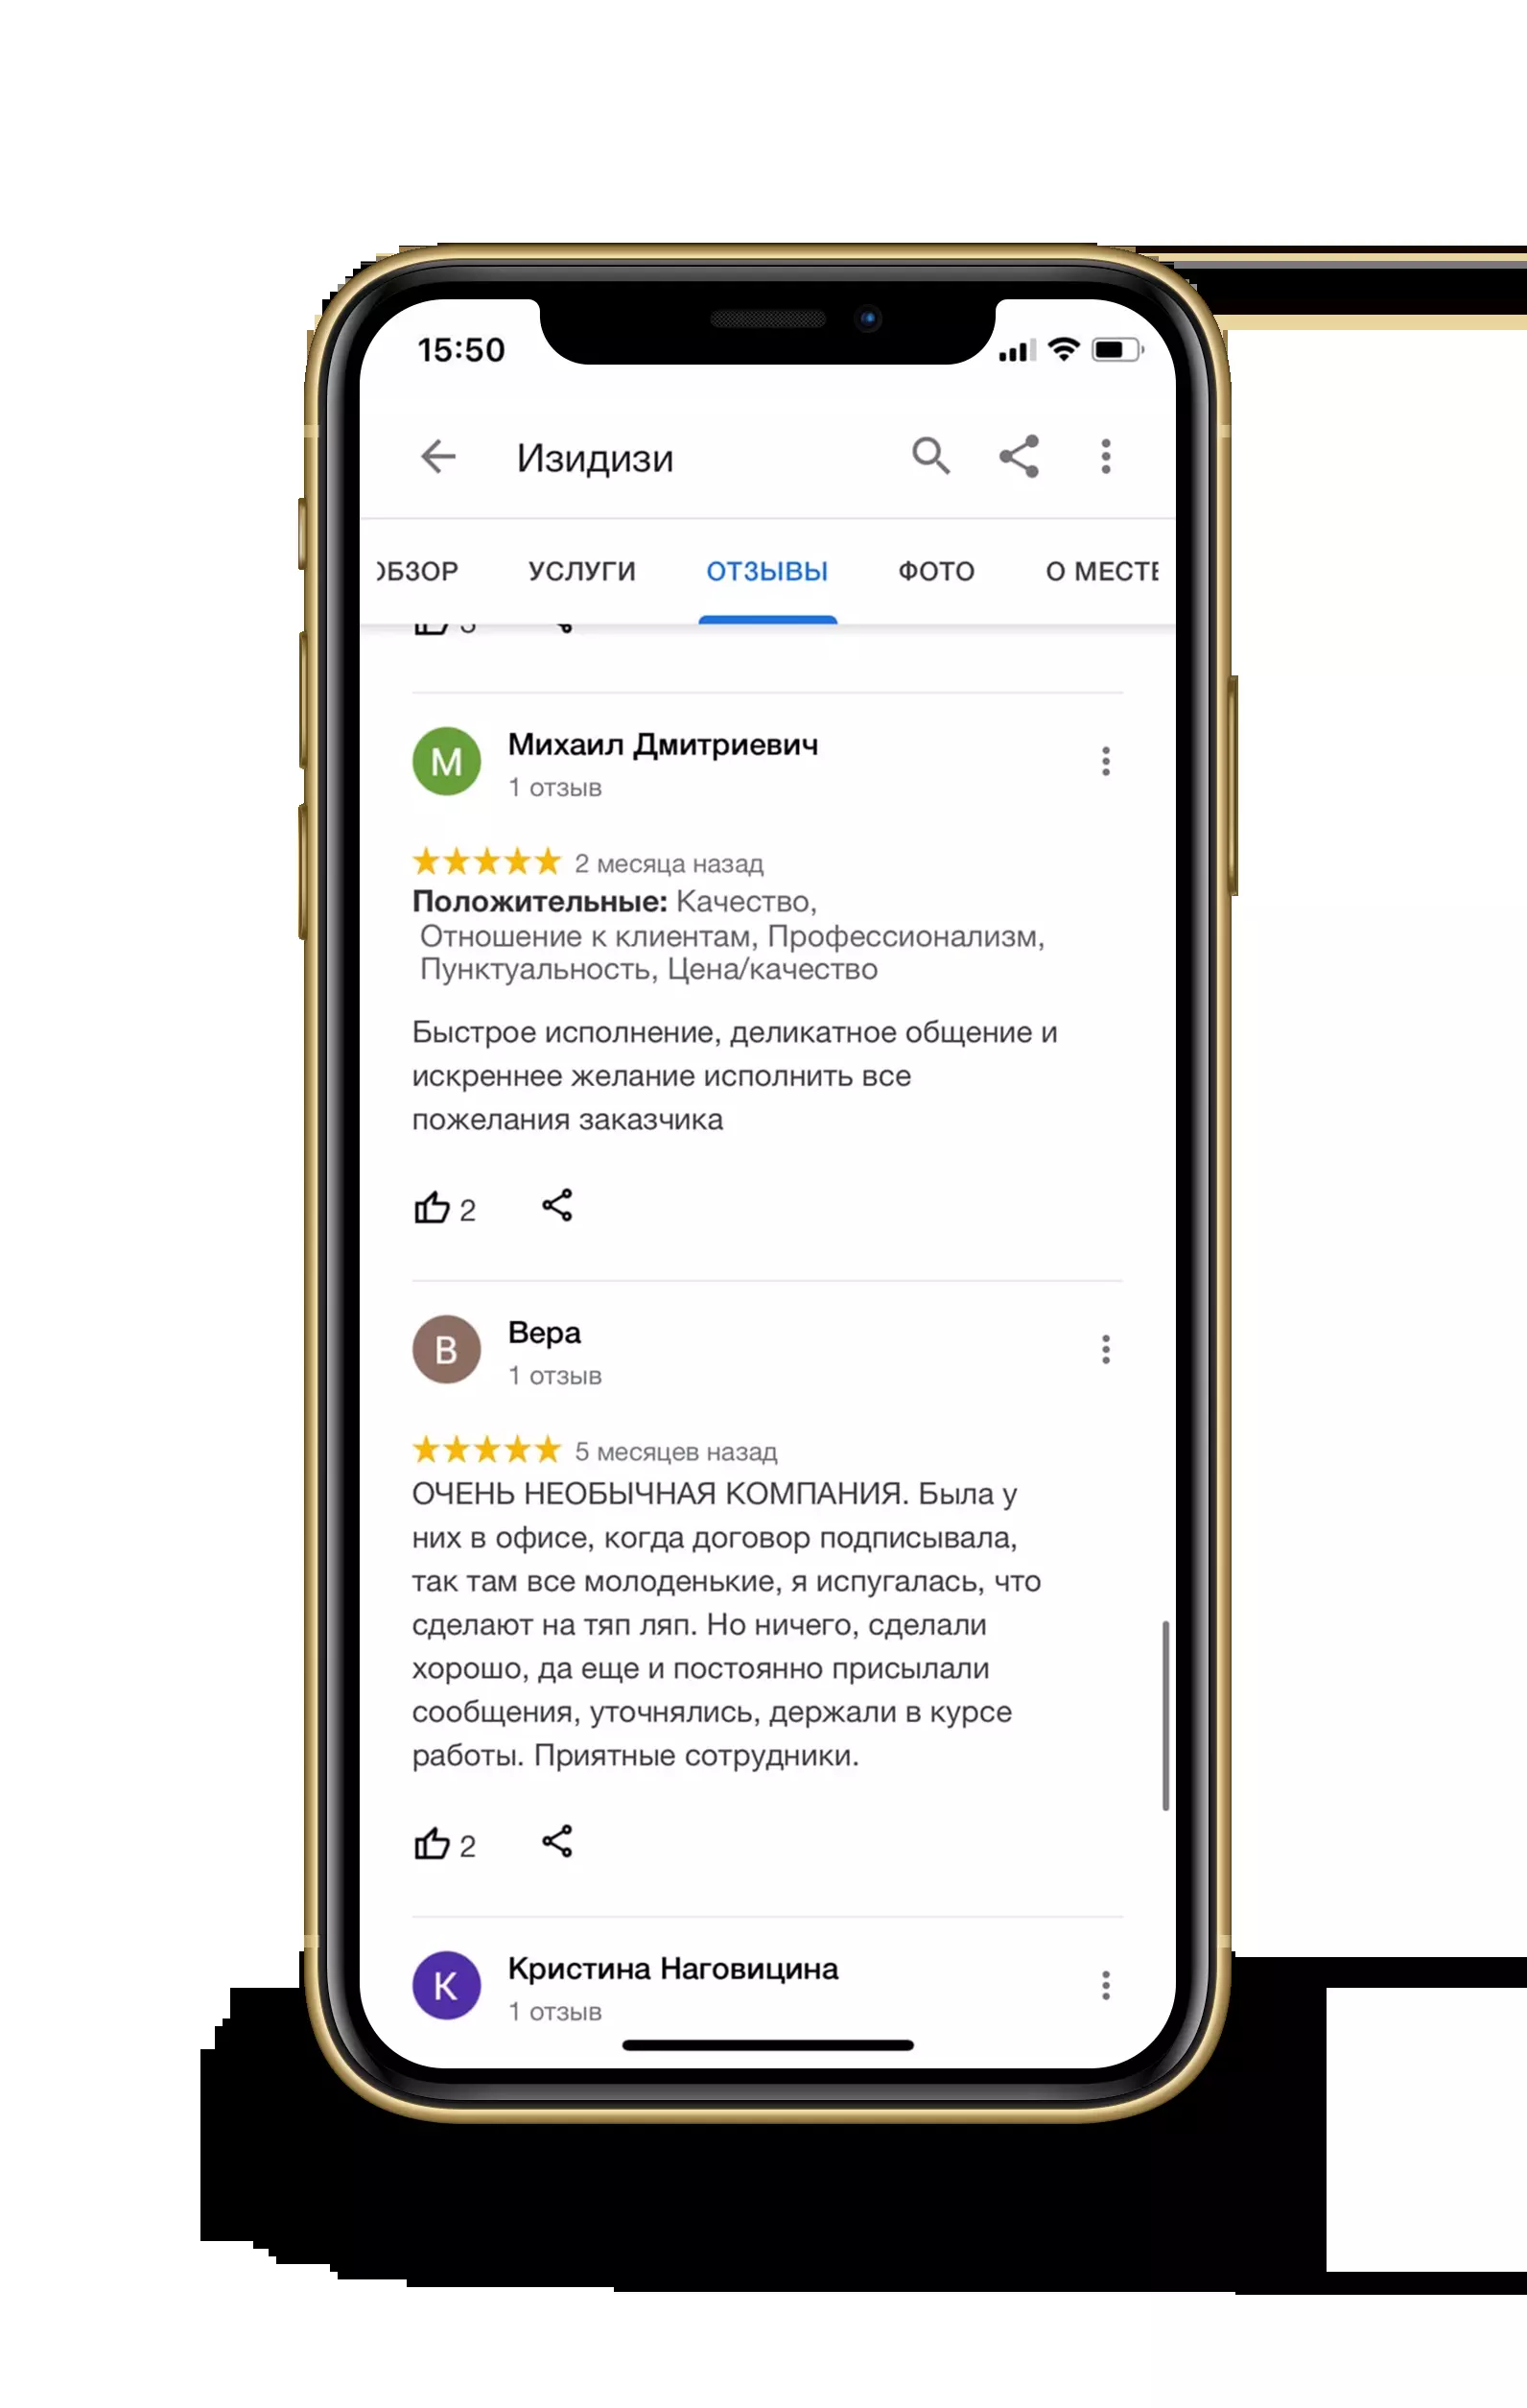 15:50
Изидизи
ОБЗОР УСЛУГИ ОТЗЫВЫ ФОТО О МЕСТЕ
M Михаил Дмитриевич
1 отзыв
2 месяца назад
Положительные: Качество,
Отношение к клиентам, Профессионализм,
Пунктуальность, Цена/качество
Быстрое исполнение, деликатное общение и
искреннее желание исполнить все
пожелания заказчика
2
В Вера
1 отзыв
5 месяцев назад
ОЧЕНЬ НЕОБЫЧНАЯ КОМПАНИЯ. Была у
них в офисе, когда договор подписывала,
так там все молоденькие, я испугалась, что
сделают на тяп ляп. Но ничего, сделали
хорошо, да еще и постоянно присылали
сообщения, уточнялись, держали в курсе
работы. Приятные сотрудники.
2
К Кристина Наговицина
1 отзыв